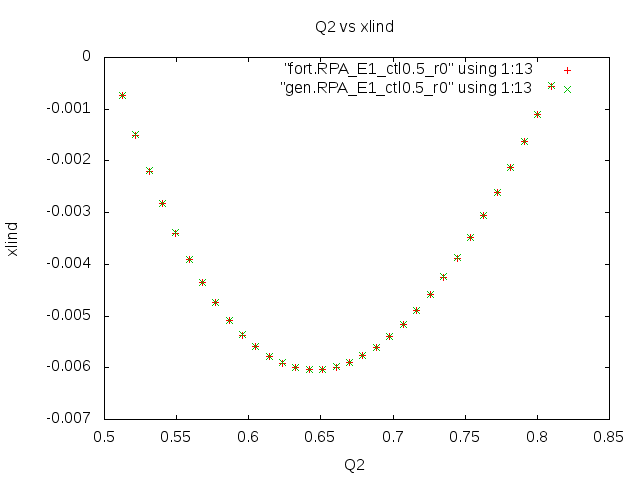 Q2 vs xlind
"fort.RPA_E1_ctl0.5_r0" using 1:13
"gen.RPA_E1_ctl0.5_r0" using 1:13
0
-0.001
-0.002
-0.003
-0.004
-0.005
-0.006
-0.007
xlind
0.5 0.55 0.6 0.65 0.7 0.75 0.8 0.85
Q2